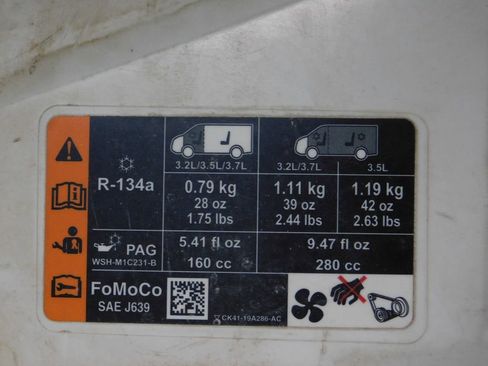 3.2L/3.5L/3.7L 3.2L/3.7L 3.5L
R-134a 0.79 kg 1.11 kg 1.19 kg
28 oz 39 oz 42 oz
1.75 lbs 2.44 lbs 2.63 lbs
PAG 5.41 fl oz 9.47 fl oz
WSH-M1C231-B 160 cc 280 cc
FoMoCo
SAE J639
CK41-19A286-AC